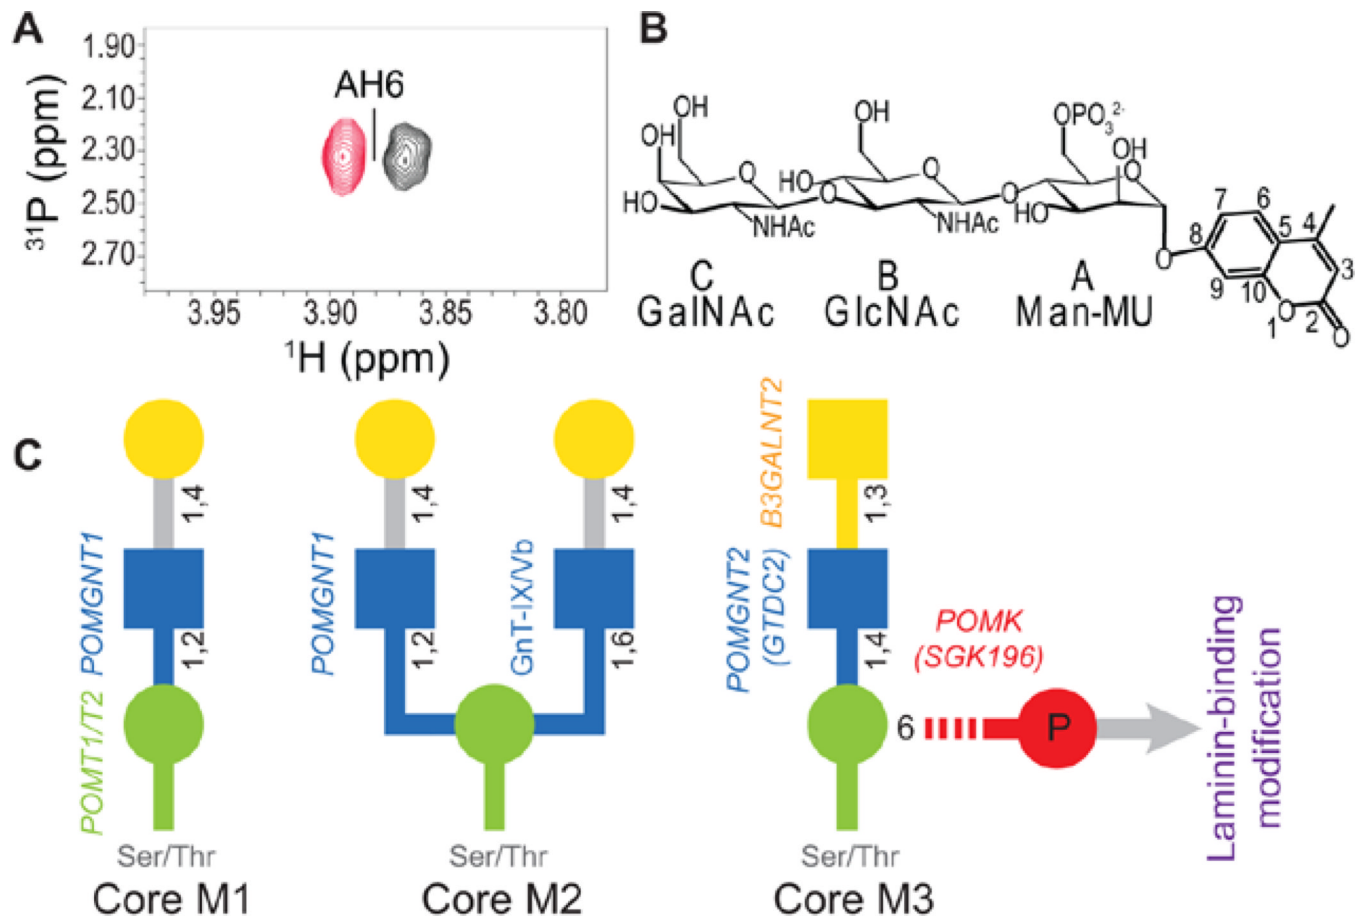 A
1.90
2.10
2.30
2.50
2.70
31P (ppm)
AH6
3.95
3.90
3.85
3.80
1H (ppm)
B
OH
OH
OH
OPO3 2-
OH
O
O
O
O
O
HO
HO
HO
NHAc
NHAc
O
7
6
5
4
3
8
9
10
1
2
O
O
C
B
A
GalNAc
GlcNAc
Man-MU
C
POMT1/T2 POMGNT1
1,4
1,2
Ser/Thr
Core M1
POMGNT1
1,4
1,2
GnT-IX/Vb
1,4
1,6
Ser/Thr
Core M2
B3GALNT2
1,3
POMGNT2
(GTDC2)
1,4
6
POMK
(SGK196)
P
Laminin-binding
modification
Ser/Thr
Core M3